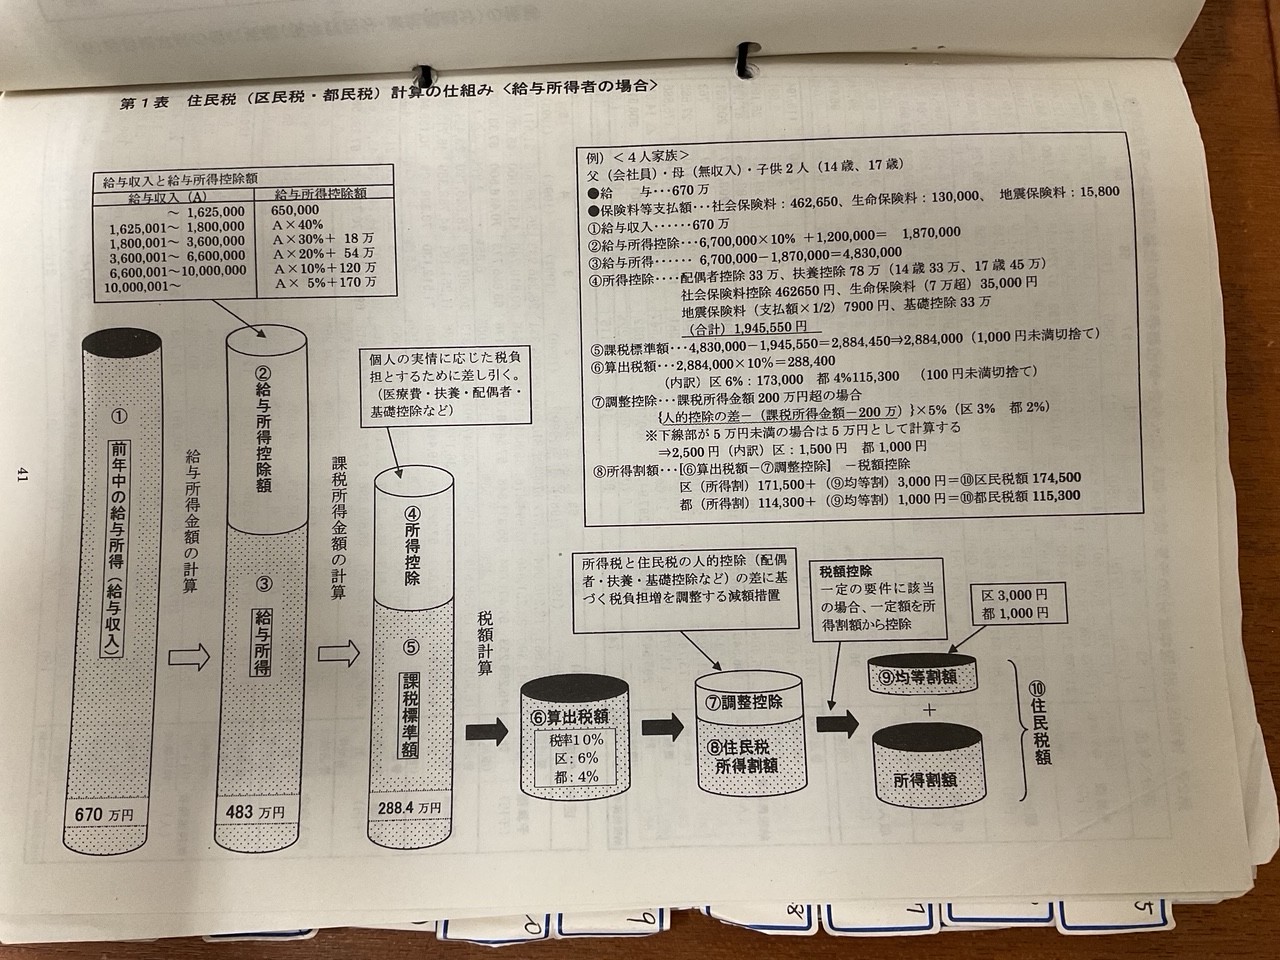 第1表　住民税（区民税・都民税）計算の仕組み＜給与所得者の場合＞
給与収入と給与所得控除額
給与収入（A）　給与所得控除額
～ 1,625,000　650,000
1,625,001～ 1,800,000　A×40%
1,800,001～ 3,600,000　A×30%＋ 18万
3,600,001～ 6,600,000　A×20%＋ 54万
6,600,001～10,000,000　A×10%＋120万
10,000,001～　A× 5%＋170万
例）＜4人家族＞
父（会社員）・母（無収入）・子供2人（14歳、17歳）
●給　　与･･･670万
●保険料等支払額･･･社会保険料：462,650、生命保険料：130,000、　地震保険料：15,800
①給与収入･･････670万
②給与所得控除･･･6,700,000×10% ＋1,200,000＝　1,870,000
③給与所得･･････　6,700,000－1,870,000＝4,830,000
④所得控除････配偶者控除33万、扶養控除78万（14歳33万、17歳45万）
社会保険料控除462650円、生命保険料（7万超）35,000円
地震保険料（支払額×1/2）7900円、基礎控除33万
（合計）1,945,550円
⑤課税標準額･･･4,830,000－1,945,550＝2,884,450⇒2,884,000（1,000円未満切捨て）
⑥算出税額･･･2,884,000×10%＝288,400
（内訳）区6%：173,000　都4%115,300　（100円未満切捨て）
⑦調整控除･･･課税所得金額200万円超の場合
{人的控除の差－（課税所得金額－200万）}×5%（区3%　都2%）
※下線部が5万円未満の場合は5万円として計算する
⇒2,500円（内訳）区：1,500円　都1,000円
⑧所得割額･･･[⑥算出税額－⑦調整控除]　－税額控除
区（所得割）171,500＋（⑨均等割）3,000円＝⑩区民税額174,500
都（所得割）114,300＋（⑨均等割）1,000円＝⑩都民税額115,300
①
前年中の給与所得（給与収入）
670 万円
給与所得金額の計算
②給与所得控除額
③
給与所得
483 万円
課税所得金額の計算
個人の実情に応じた税負
担とするために差し引く。
（医療費・扶養・配偶者・
基礎控除など）
④所得控除
⑤
課税標準額
288.4 万円
税額計算
⑥算出税額
税率10%
区：6%
都：4%
所得税と住民税の人的控除（配偶
者・扶養・基礎控除など）の差に基
づく税負担増を調整する減額措置
⑦調整控除
⑧住民税
所得割額
税額控除
一定の要件に該当
の場合、一定額を所
得割額から控除
区 3,000 円
都 1,000 円
⑨均等割額
＋
所得割額
⑩住民税額
41
9
8
7
5